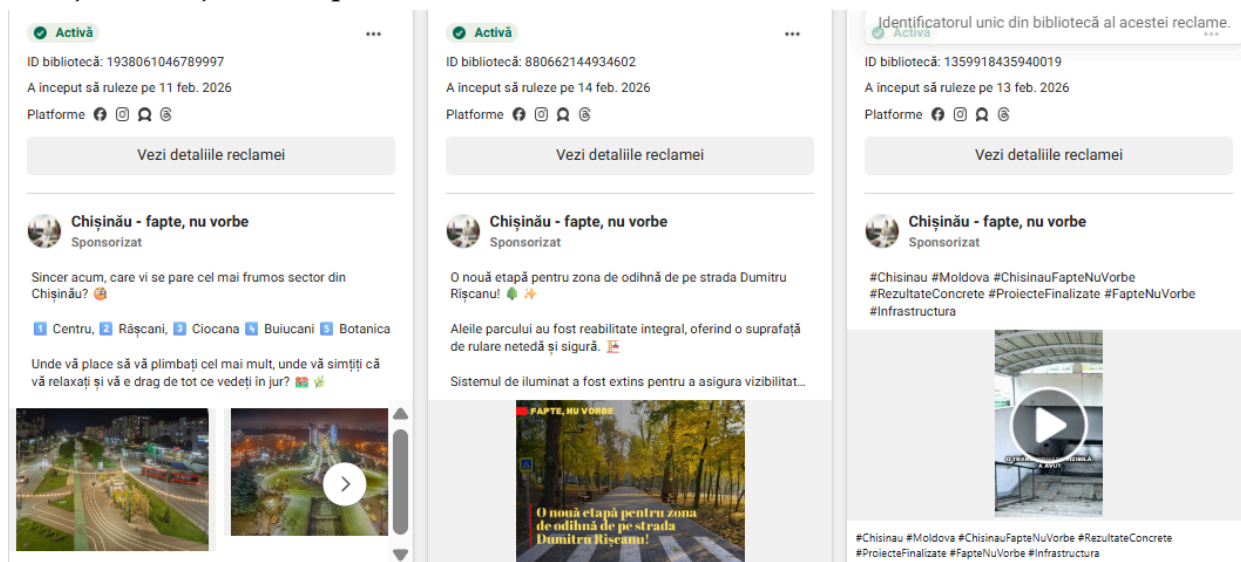 Activă
ID bibliotecă: 1938061046789997
A început să ruleze pe 11 feb. 2026
Platforme
Vezi detaliile reclamei
Chișinău - fapte, nu vorbe
Sponsorizat
Sincer acum, care vi se pare cel mai frumos sector din
Chișinău? 🧐
1️⃣ Centru, 2️⃣ Râșcani, 3️⃣ Ciocana 4️⃣ Buiucani 5️⃣ Botanica
Unde vă place să vă plimbați cel mai mult, unde vă simțiți că
vă relaxați și vă e drag de tot ce vedeți în jur?
Activă
ID bibliotecă: 880662144934602
A început să ruleze pe 14 feb. 2026
Platforme
Vezi detaliile reclamei
Chișinău - fapte, nu vorbe
Sponsorizat
O nouă etapă pentru zona de odihnă de pe strada Dumitru
Rîșcanu! 🌳 ✨
Aleile parcului au fost reabilitate integral, oferind o suprafață
de rulare netedă și sigură.
Sistemul de iluminat a fost extins pentru a asigura vizibilitat...
FAPTE, NU VORBE
O nouă etapă pentru zona
de odihnă de pe strada
Dumitru Rîșcanu!
Identificatorul unic din bibliotecă al acestei reclame.
Activă
ID bibliotecă: 1359918435940019
A început să ruleze pe 13 feb. 2026
Platforme
Vezi detaliile reclamei
Chișinău - fapte, nu vorbe
Sponsorizat
#Chisinau #Moldova #ChisinauFapteNuVorbe
#RezultateConcrete #ProiecteFinalizate #FapteNuVorbe
#Infrastructura
O VIZIBILĂ
A AVUT
#Chisinau #Moldova #ChisinauFapteNuVorbe #RezultateConcrete
#ProiecteFinalizate #FapteNuVorbe #Infrastructura